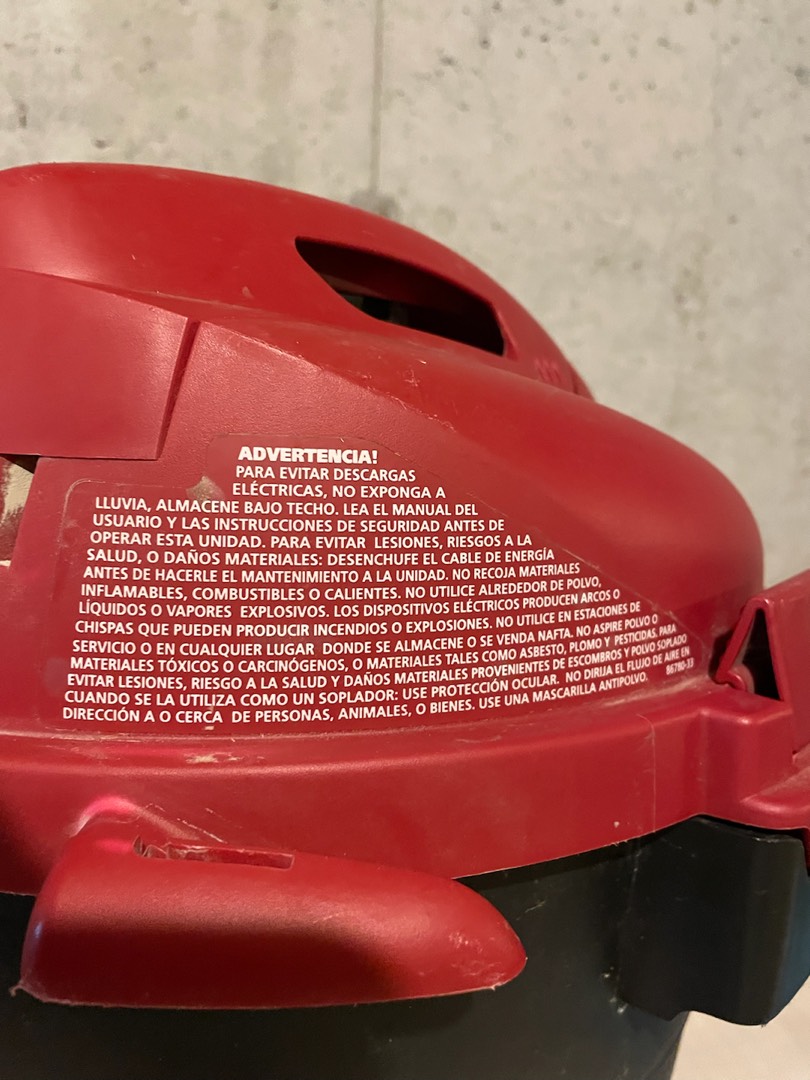 ADVERTENCIA!
PARA EVITAR DESCARGAS
ELÉCTRICAS, NO EXPONGA A
LLUVIA, ALMACENE BAJO TECHO. LEA EL MANUAL DEL
USUARIO Y LAS INSTRUCCIONES DE SEGURIDAD ANTES DE
OPERAR ESTA UNIDAD. PARA EVITAR LESIONES, RIESGOS A LA
SALUD, O DAÑOS MATERIALES: DESENCHUFE EL CABLE DE ENERGÍA
ANTES DE HACERLE EL MANTENIMIENTO A LA UNIDAD. NO RECOJA MATERIALES
INFLAMABLES, COMBUSTIBLES O CALIENTES. NO UTILICE ALREDEDOR DE POLVO,
LÍQUIDOS O VAPORES EXPLOSIVOS. LOS DISPOSITIVOS ELÉCTRICOS PRODUCEN ARCOS O
CHISPAS QUE PUEDEN PRODUCIR INCENDIOS O EXPLOSIONES. NO UTILICE EN ESTACIONES DE
SERVICIO O EN CUALQUIER LUGAR DONDE SE ALMACENE O SE VENDA NAFTA. NO ASPIRE POLVO O
MATERIALES TÓXICOS O CARCINÓGENOS, O MATERIALES TALES COMO ASBESTO, PLOMO Y PESTICIDAS. PARA
EVITAR LESIONES, RIESGO A LA SALUD Y DAÑOS MATERIALES PROVENIENTES DE ESCOMBROS Y POLVO SOPLADO
CUANDO SE LA UTILIZA COMO UN SOPLADOR: USE PROTECCIÓN OCULAR. NO DIRIJA EL FLUJO DE AIRE EN
DIRECCIÓN A O CERCA DE PERSONAS, ANIMALES, O BIENES. USE UNA MASCARILLA ANTIPOLVO. 86780-33